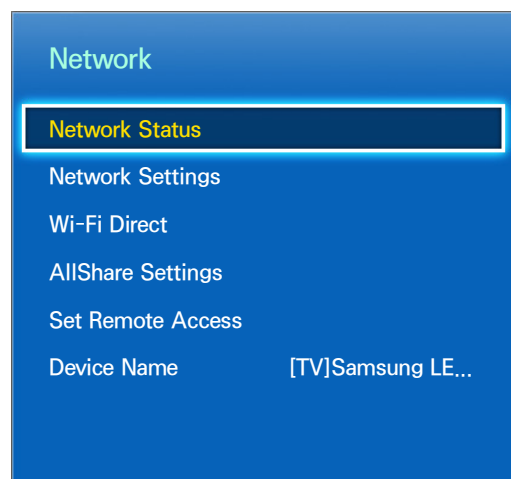 Network
Network Status
Network Settings
Wi-Fi Direct
AllShare Settings
Set Remote Access
Device Name [TV]Samsung LE...